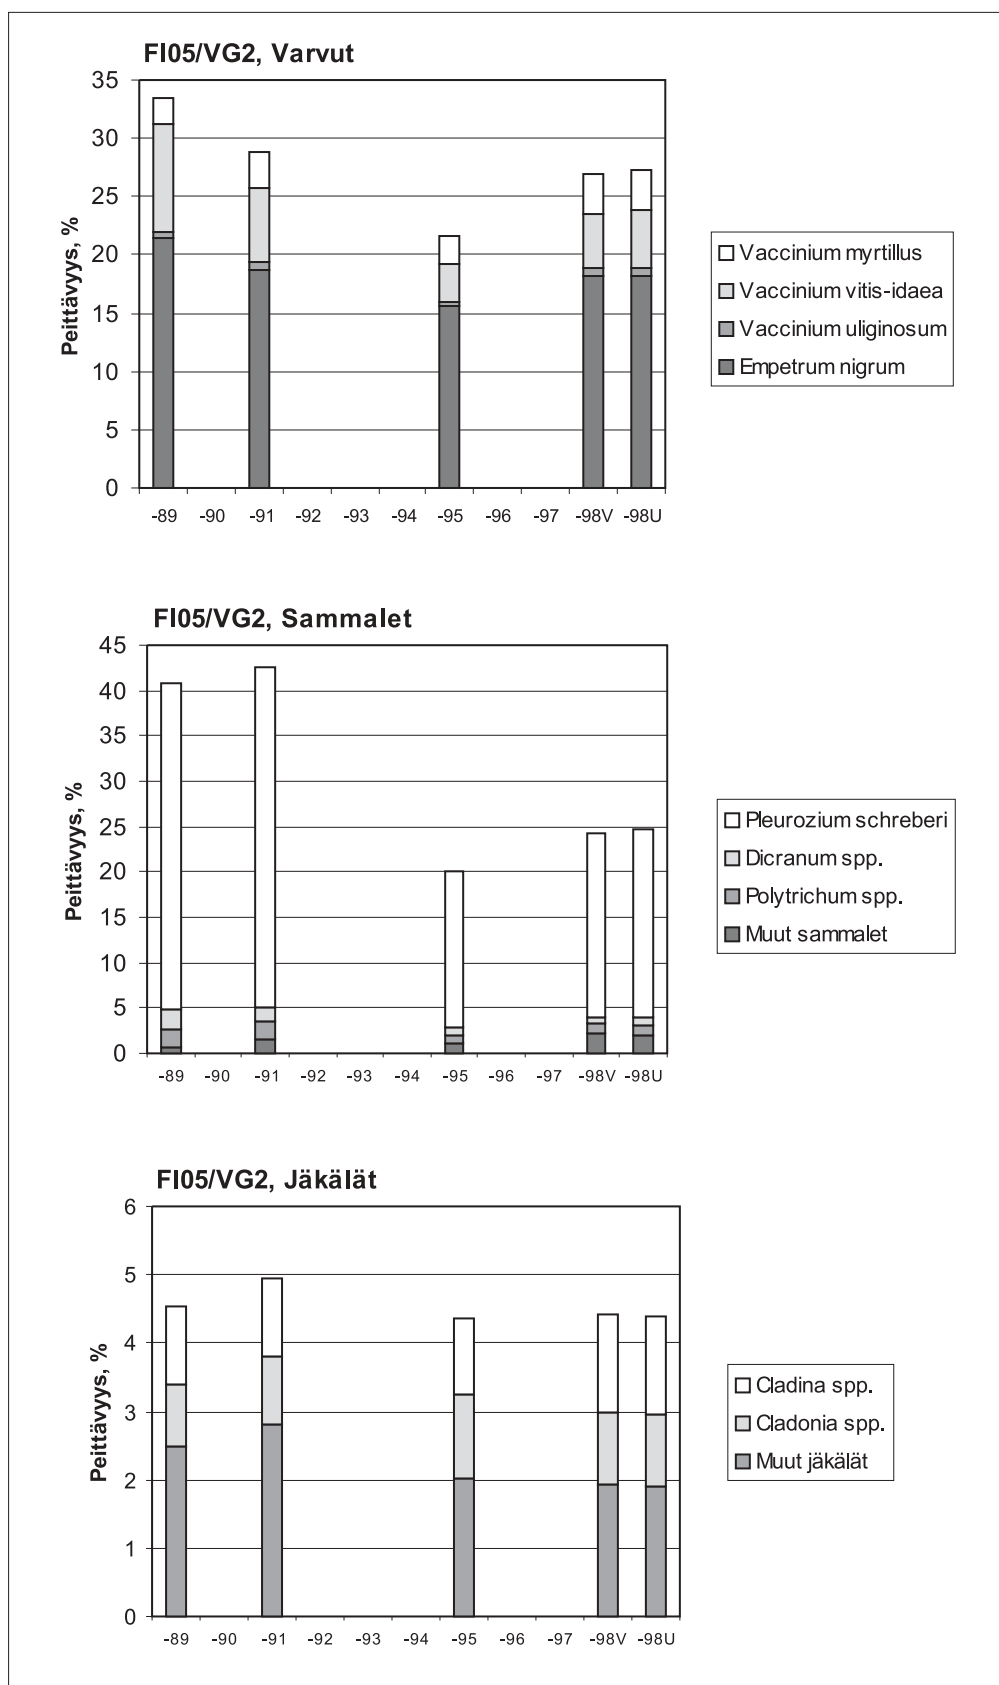 FI05/VG2, Varvut
Peittävyys, %
35
30
25
20
15
10
5
0
-89 -90 -91 -92 -93 -94 -95 -96 -97 -98V -98U
Vaccinium myrtillus
Vaccinium vitis-idaea
Vaccinium uliginosum
Empetrum nigrum
FI05/VG2, Sammalet
Peittävyys, %
45
40
35
30
25
20
15
10
5
0
-89 -90 -91 -92 -93 -94 -95 -96 -97 -98V -98U
Pleurozium schreberi
Dicranum spp.
Polytrichum spp.
Muut sammalet
FI05/VG2, Jäkälät
Peittävyys, %
6
5
4
3
2
1
0
-89 -90 -91 -92 -93 -94 -95 -96 -97 -98V -98U
Cladina spp.
Cladonia spp.
Muut jäkälät